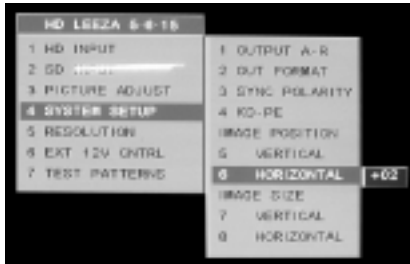 HD LEEZA 5-8-15
1 HD INPUT
2 SD
3 PICTURE ADJUST
4 SYSTEM SETUP
5 RESOLUTION
6 EXT 12V CNTRL
7 TEST PATTERNS
1 OUTPUT A-R
2 OUT FORMAT
3 SYNC POLARITY
4 KD-PE
IMAGE POSITION
5 VERTICAL
6 HORIZONTAL +02
IMAGE SIZE
7 VERTICAL
8 HORIZONTAL